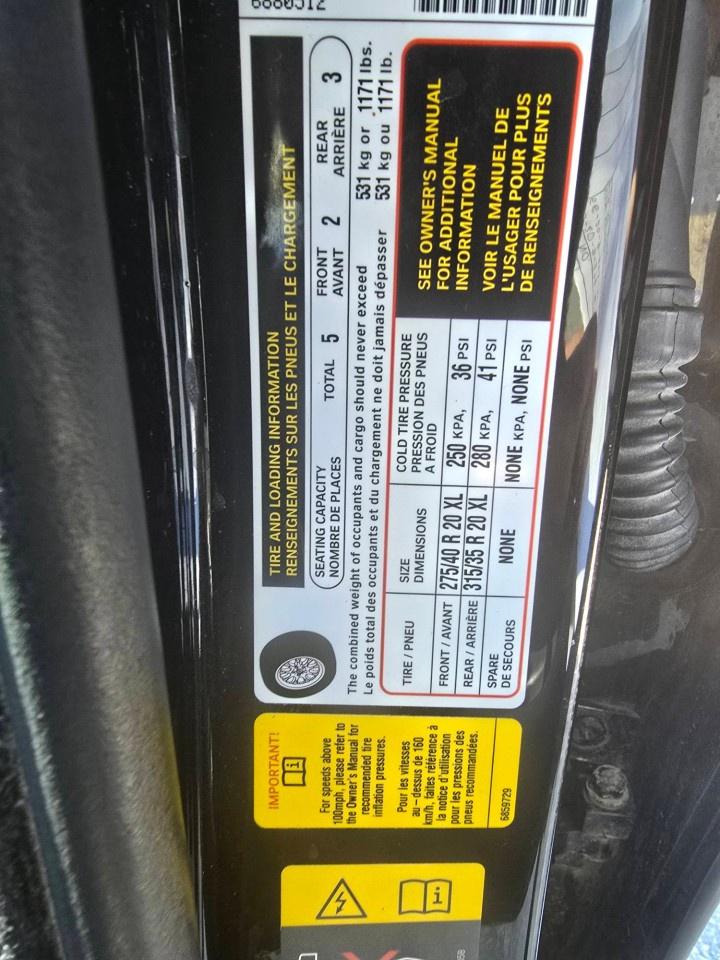 6880512
TIRE AND LOADING INFORMATION
RENSEIGNEMENTS SUR LES PNEUS ET LE CHARGEMENT
SEATING CAPACITY
NOMBRE DE PLACES
TOTAL 5
FRONT
AVANT 2
REAR
ARRIÈRE 3
The combined weight of occupants and cargo should never exceed 531 kg or 1171 lbs.
Le poids total des occupants et du chargement ne doit jamais dépasser 531 kg ou 1171 lb.
TIRE / PNEU
SIZE
DIMENSIONS
COLD TIRE PRESSURE
PRESSION DES PNEUS
A FROID
FRONT / AVANT 275/40 R 20 XL 250 KPA, 36 PSI
REAR / ARRIÈRE 315/35 R 20 XL 280 KPA, 41 PSI
SPARE
DE SECOURS NONE NONE KPA, NONE PSI
SEE OWNER'S MANUAL
FOR ADDITIONAL
INFORMATION
VOIR LE MANUEL DE
L'USAGER POUR PLUS
DE RENSEIGNEMENTS
IMPORTANT!
For speeds above
100mph, please refer to
the Owner's Manual for
recommended tire
inflation pressures.
Pour les vitesses
au-dessus de 160
km/h, faites référence à
la notice d'utilisation
pour les pressions des
pneus recommandées.
6859729